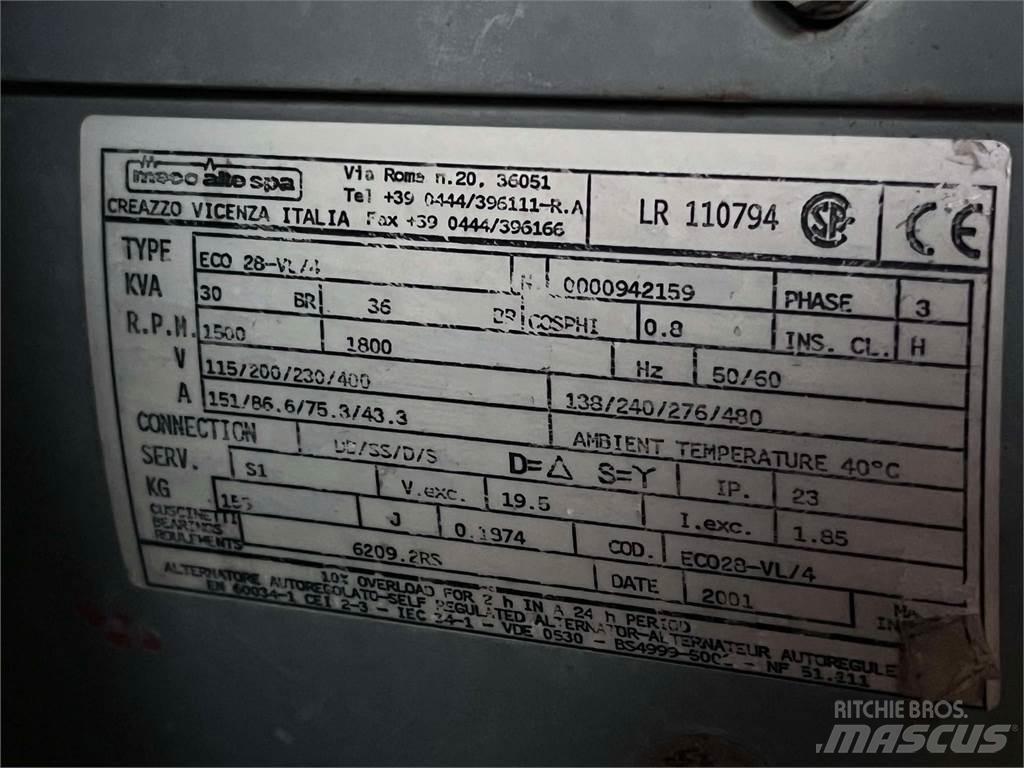 mecc alte spa
Via Roma n.20, 36051
Tel +39 0444/396111-R.A
CREAZZO VICENZA ITALIA Fax +39 0444/396166
LR 110794 SP CE
TYPE ECO 28-VL/4 N. 0000942159 PHASE 3
KVA 30 BR 36 BR COSPHI 0.8 INS. CL. H
R.P.M. 1500 1800 Hz 50/60
V 115/200/230/400 138/240/276/480
A 151/86.6/75.3/43.3 AMBIENT TEMPERATURE 40°C
CONNECTION /SS/D/S D=△ S=Y IP. 23
SERV. S1 V.exc. 19.5 I.exc. 1.85
KG J 0.1974 COD. ECO28-VL/4
CUSCINETTI
BEARINGS 6209.2RS DATE 2001
ROULEMENTS
10% OVERLOAD FOR 2 h IN A 24 h PERIOD
ALTERNATORE AUTOREGOLATO-SELF REGULATED ALTERNATOR-ALTERNATEUR AUTOREGULE
EN 60034-1 CEI 2-3 - IEC 34-1 - VDE 0530 - BS4999 - NF 51.111
RITCHIE BROS.
MASCUS